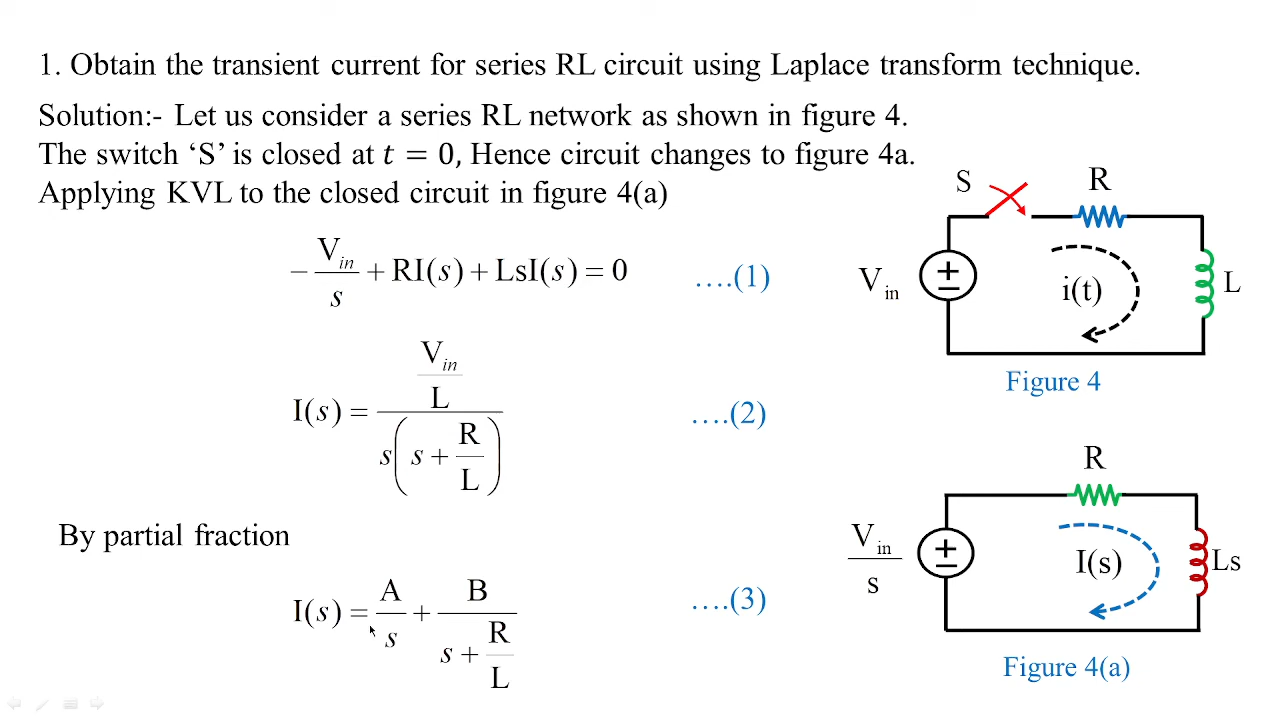 1. Obtain the transient current for series RL circuit using Laplace transform technique.
Solution:- Let us consider a series RL network as shown in figure 4.
The switch ‘S’ is closed at t = 0, Hence circuit changes to figure 4a.
Applying KVL to the closed circuit in figure 4(a)
− V_in/s + RI(s) + LsI(s) = 0 ….(1)
I(s) = (V_in/L) / (s(s + R/L)) ….(2)
By partial fraction
I(s) = A/s + B/(s + R/L) ….(3)
S
R
V_in
+
−
i(t)
L
Figure 4
R
V_in/s
+
−
I(s)
Ls
Figure 4(a)